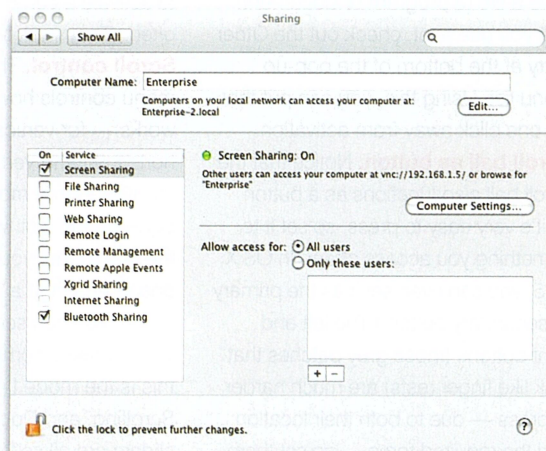 Sharing
Show All
Computer Name: Enterprise
Computers on your local network can access your computer at:
Enterprise-2.local
Edit...
On Service
Screen Sharing
File Sharing
Printer Sharing
Web Sharing
Remote Login
Remote Management
Remote Apple Events
Xgrid Sharing
Internet Sharing
Bluetooth Sharing
Screen Sharing: On
Other users can access your computer at vnc://192.168.1.5/ or browse for
"Enterprise"
Computer Settings...
Allow access for: All users
Only these users:
+ -
Click the lock to prevent further changes.
?